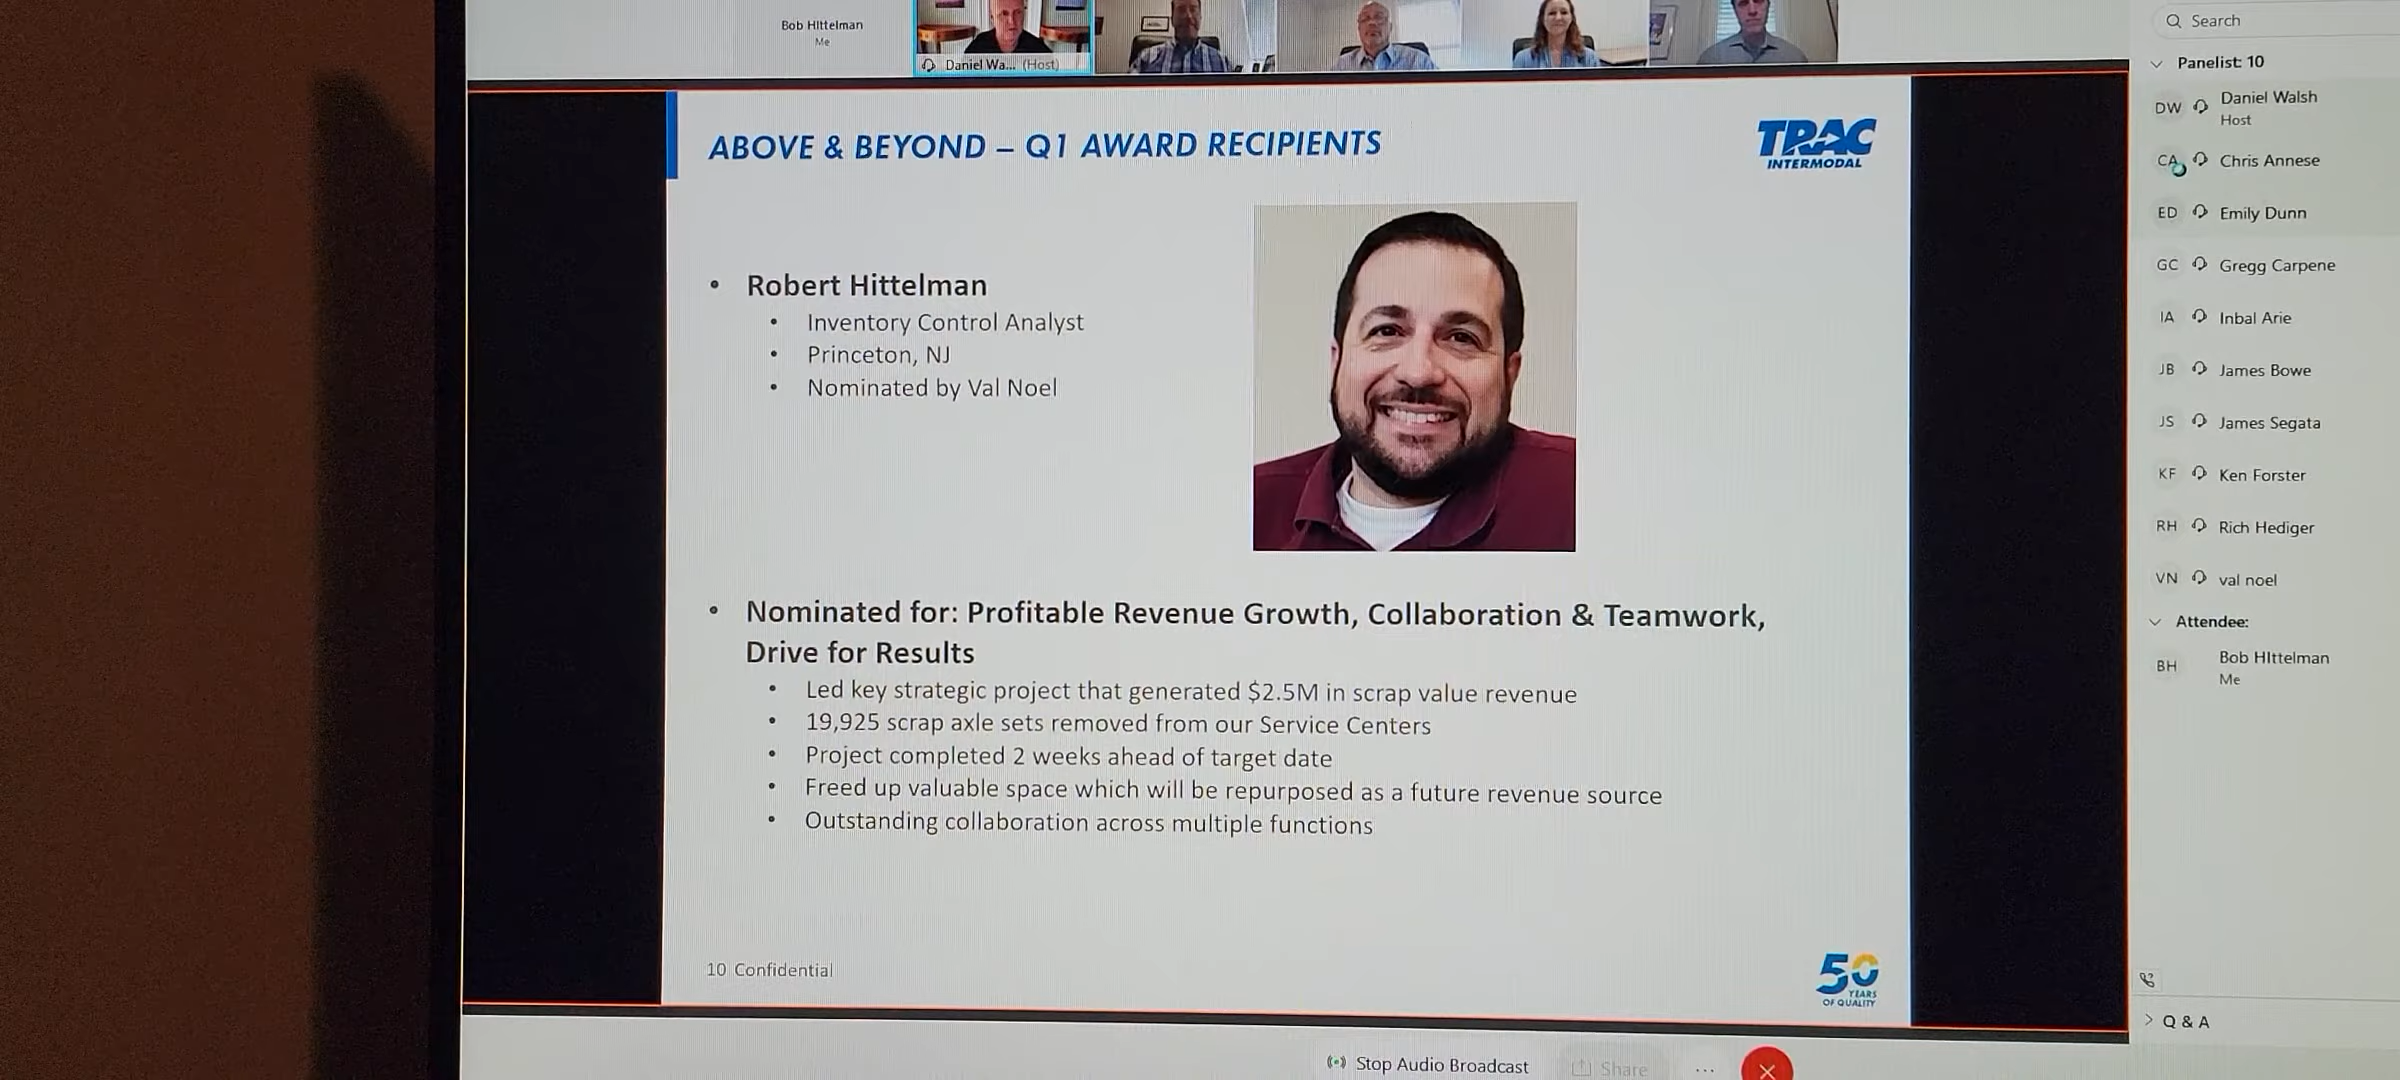 Bob HIttelman
Me
Daniel Wa... (Host)
ABOVE & BEYOND – Q1 AWARD RECIPIENTS
TRAC
INTERMODAL
• Robert Hittelman
• Inventory Control Analyst
• Princeton, NJ
• Nominated by Val Noel
• Nominated for: Profitable Revenue Growth, Collaboration & Teamwork,
Drive for Results
• Led key strategic project that generated $2.5M in scrap value revenue
• 19,925 scrap axle sets removed from our Service Centers
• Project completed 2 weeks ahead of target date
• Freed up valuable space which will be repurposed as a future revenue source
• Outstanding collaboration across multiple functions
10 Confidential
50
YEARS
OF QUALITY
Stop Audio Broadcast
Share
...
Search
Panelist: 10
DW Daniel Walsh
Host
CA Chris Annese
ED Emily Dunn
GC Gregg Carpene
IA Inbal Arie
JB James Bowe
JS James Segata
KF Ken Forster
RH Rich Hediger
VN val noel
Attendee:
BH Bob HIttelman
Me
Q & A